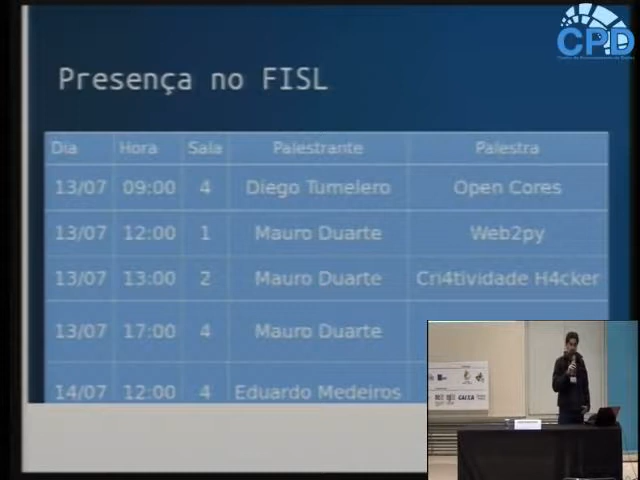 CPD
Presença no FISL
Dia Hora Sala Palestrante Palestra
13/07 09:00 4 Diego Tumelero Open Cores
13/07 12:00 1 Mauro Duarte Web2py
13/07 13:00 2 Mauro Duarte Cri4tividade H4cker
13/07 17:00 4 Mauro Duarte
14/07 12:00 4 Eduardo Medeiros
CAIXA